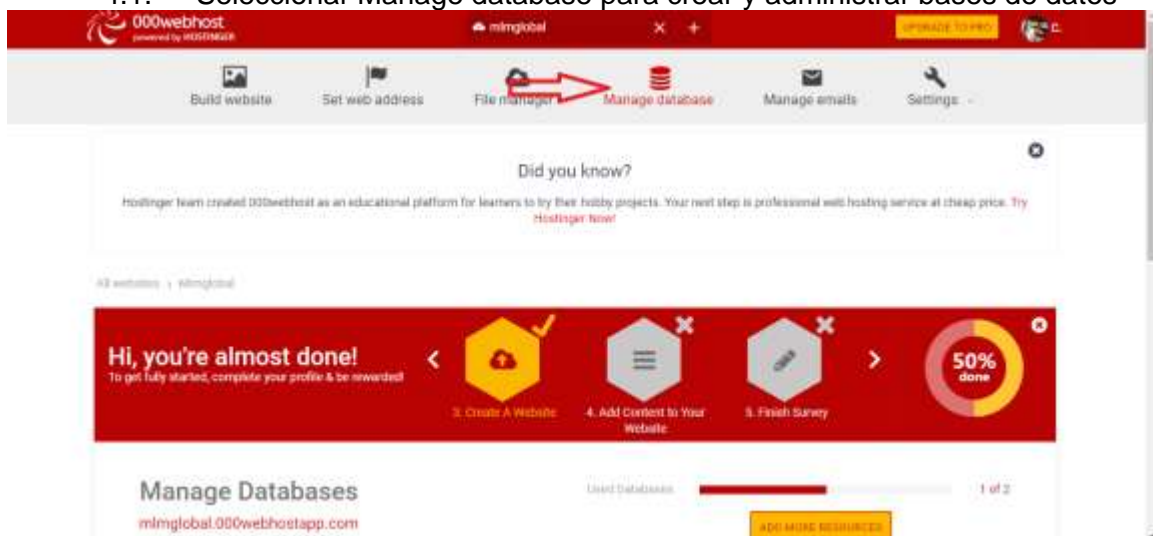 Seleccionar Manage database para crear y administrar bases de datos
000webhost
powered by HOSTINGER
mlmglobal
UPGRADE TO PRO
Build website
Set web address
File manager
Manage database
Manage emails
Settings
Did you know?
Hostinger team created 000webhost as an educational platform for learners to try their hobby projects. Your next step is professional web hosting service at cheap price. Try
Hostinger Now!
All websites › Mlmglobal
Hi, you're almost done!
To get fully started, complete your profile & be rewarded!
3. Create A Website
4. Add Content to Your
Website
5. Finish Survey
50%
done
Manage Databases
mlmglobal.000webhostapp.com
Used Databases
1 of 2
ADD MORE RESOURCES